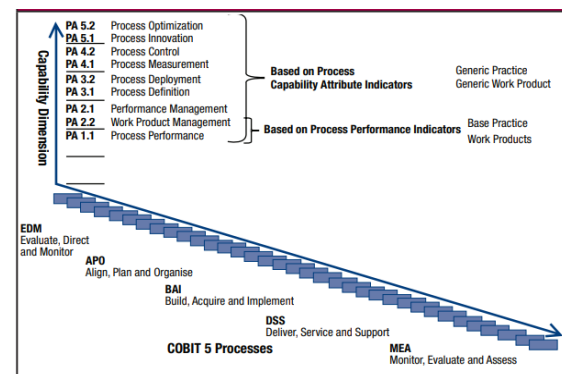 PA 5.2 Process Optimization
PA 5.1 Process Innovation
PA 4.2 Process Control
PA 4.1 Process Measurement
PA 3.2 Process Deployment
PA 3.1 Process Definition
PA 2.1 Performance Management
PA 2.2 Work Product Management
PA 1.1 Process Performance
Capability Dimension
Based on Process
Capability Attribute Indicators
Generic Practice
Generic Work Product
Based on Process Performance Indicators
Base Practice
Work Products
EDM
Evaluate, Direct
and Monitor
APO
Align, Plan and Organise
BAI
Build, Acquire and Implement
DSS
Deliver, Service and Support
MEA
Monitor, Evaluate and Assess
COBIT 5 Processes